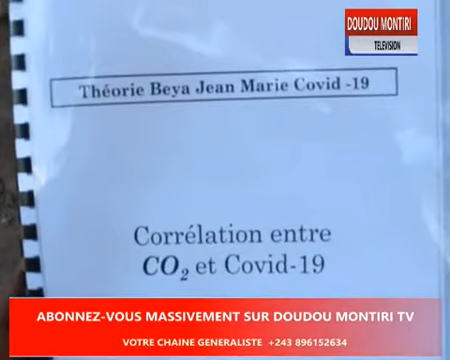 DOUDOU MONTIRI
TELEVISION
Théorie Beya Jean Marie Covid -19
Corrélation entre
CO₂ et Covid-19
ABONNEZ-VOUS MASSIVEMENT SUR DOUDOU MONTIRI TV
VOTRE CHAINE GENERALISTE +243 896152634